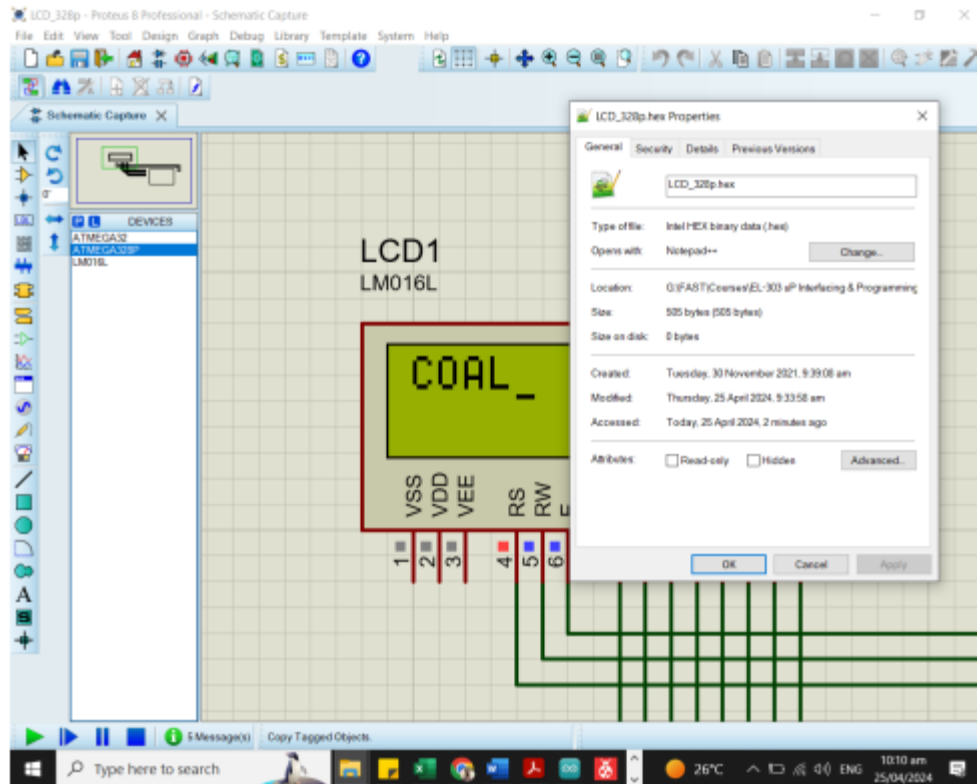 LCD_328p - Proteus 8 Professional - Schematic Capture
File Edit View Tool Design Graph Debug Library Template System Help
Schematic Capture
0°
P L DEVICES
ATMEGA32
ATMEGA328P
LM016L
LCD1
LM016L
COAL_
VSS VDD VEE RS RW E
1 2 3 4 5 6
LCD_328p.hex Properties
General Security Details Previous Versions
LCD_328p.hex
Type of file: Intel HEX binary data (.hex)
Opens with: Notepad++ Change...
Location: G:\FAST\Courses\EL-303 uP Interfacing & Programming
Size: 505 bytes (505 bytes)
Size on disk: 0 bytes
Created: Tuesday, 30 November 2021, 9:39:08 am
Modified: Thursday, 25 April 2024, 9:33:58 am
Accessed: Today, 25 April 2024, 2 minutes ago
Attributes: Read-only Hidden Advanced...
OK Cancel Apply
5 Message(s) Copy Tagged Objects.
Type here to search
26°C ENG 10:10 am
25/04/2024